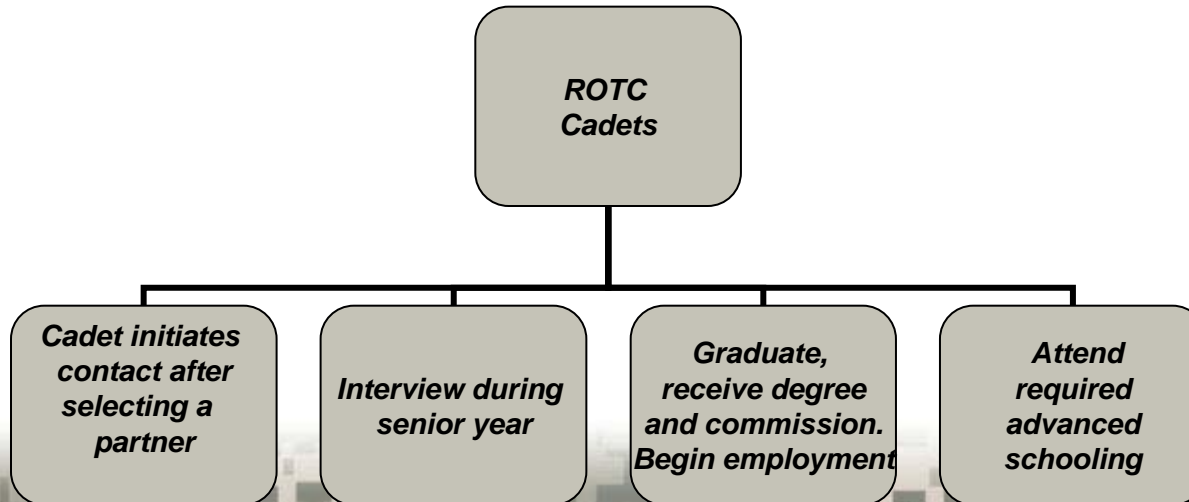 ROTC
Cadets
Cadet initiates
contact after
selecting a
partner
Interview during
senior year
Graduate,
receive degree
and commission.
Begin employment
Attend
required
advanced
schooling